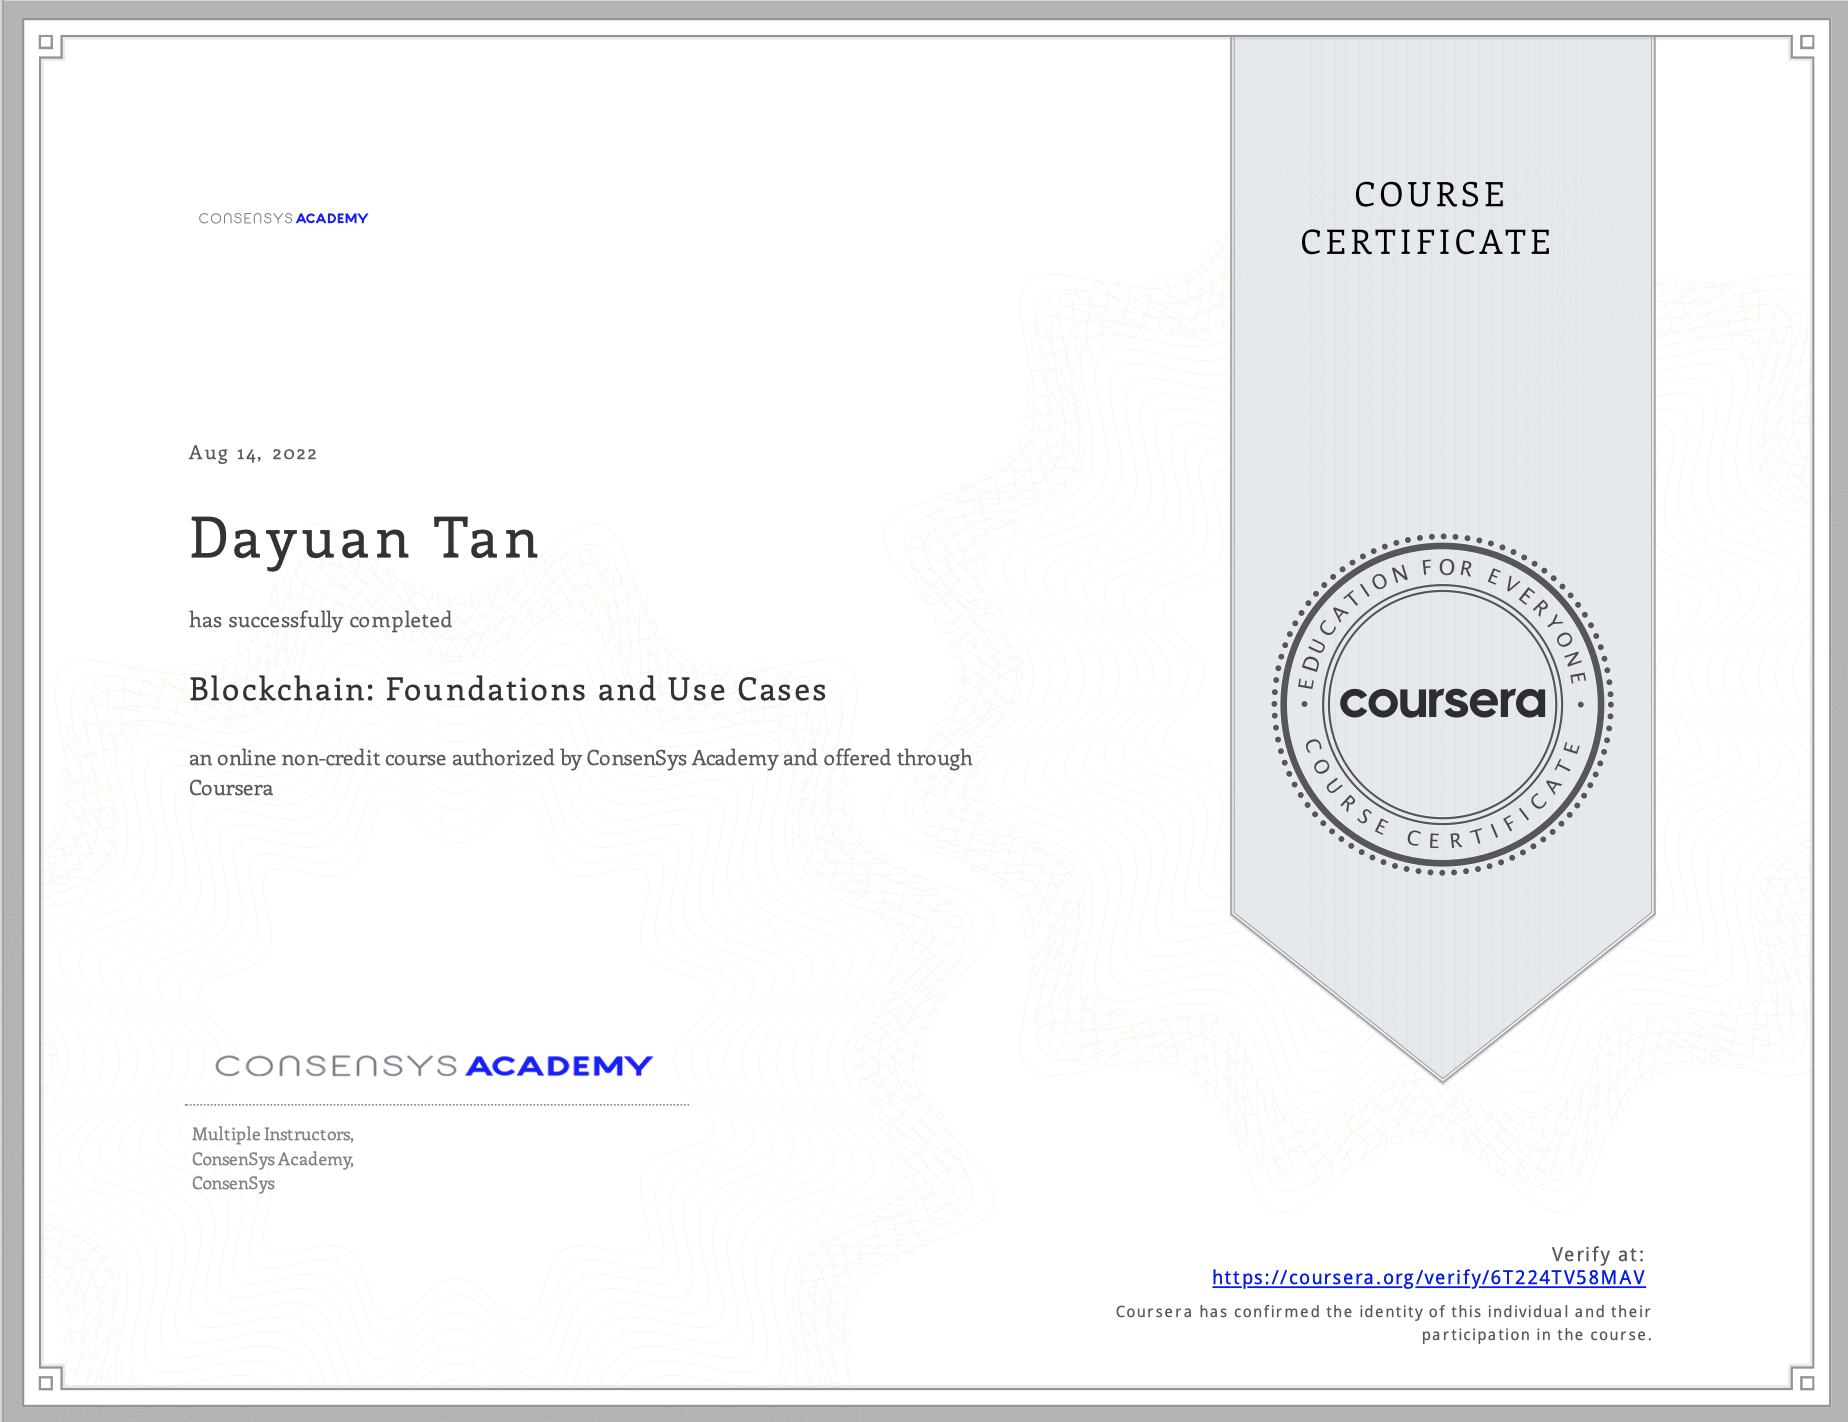 CONSENSYS ACADEMY
COURSE
CERTIFICATE
Aug 14, 2022
Dayuan Tan
has successfully completed
Blockchain: Foundations and Use Cases
an online non-credit course authorized by ConsenSys Academy and offered through
Coursera
EDUCATION FOR EVERYONE
coursera
COURSE CERTIFICATE
CONSENSYS ACADEMY
Multiple Instructors,
ConsenSys Academy,
ConsenSys
Verify at:
https://coursera.org/verify/6T224TV58MAV
Coursera has confirmed the identity of this individual and their
participation in the course.